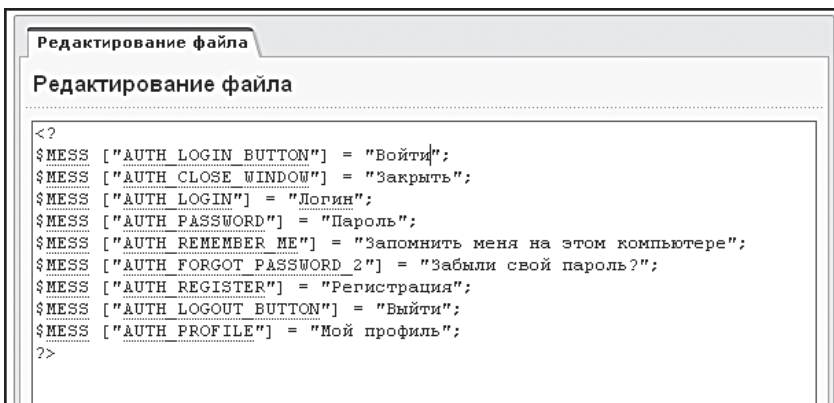 Редактирование файла
Редактирование файла
<?
$MESS ["AUTH_LOGIN_BUTTON"] = "Войти";
$MESS ["AUTH_CLOSE_WINDOW"] = "Закрыть";
$MESS ["AUTH_LOGIN"] = "Логин";
$MESS ["AUTH_PASSWORD"] = "Пароль";
$MESS ["AUTH_REMEMBER_ME"] = "Запомнить меня на этом компьютере";
$MESS ["AUTH_FORGOT_PASSWORD_2"] = "Забыли свой пароль?";
$MESS ["AUTH_REGISTER"] = "Регистрация";
$MESS ["AUTH_LOGOUT_BUTTON"] = "Выйти";
$MESS ["AUTH_PROFILE"] = "Мой профиль";
?>